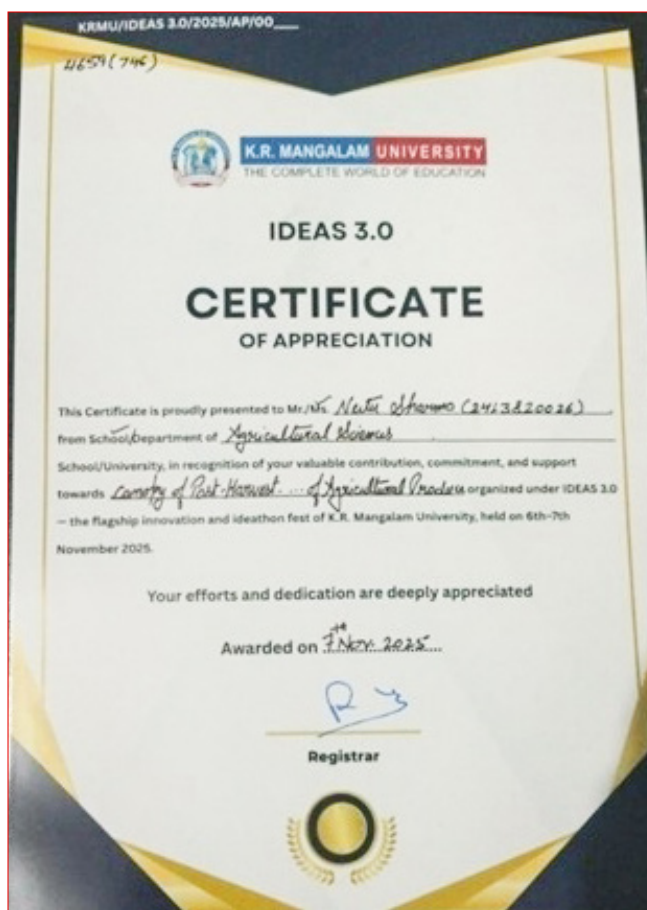 KRMU/IDEAS 3.0/2025/AP/00___
4659(746)
K.R. MANGALAM UNIVERSITY
THE COMPLETE WORLD OF EDUCATION
IDEAS 3.0
CERTIFICATE
OF APPRECIATION
This Certificate is proudly presented to Mr./Ms. Neetu (2413820026)
from School/Department of Agricultural Sciences
School/University, in recognition of your valuable contribution, commitment, and support
towards of Post-Harvest .... of Agricultural Produce organized under IDEAS 3.0
– the flagship innovation and ideathon fest of K.R. Mangalam University, held on 6th-7th
November 2025.
Your efforts and dedication are deeply appreciated
Awarded on 7th Nov. 2025
Registrar